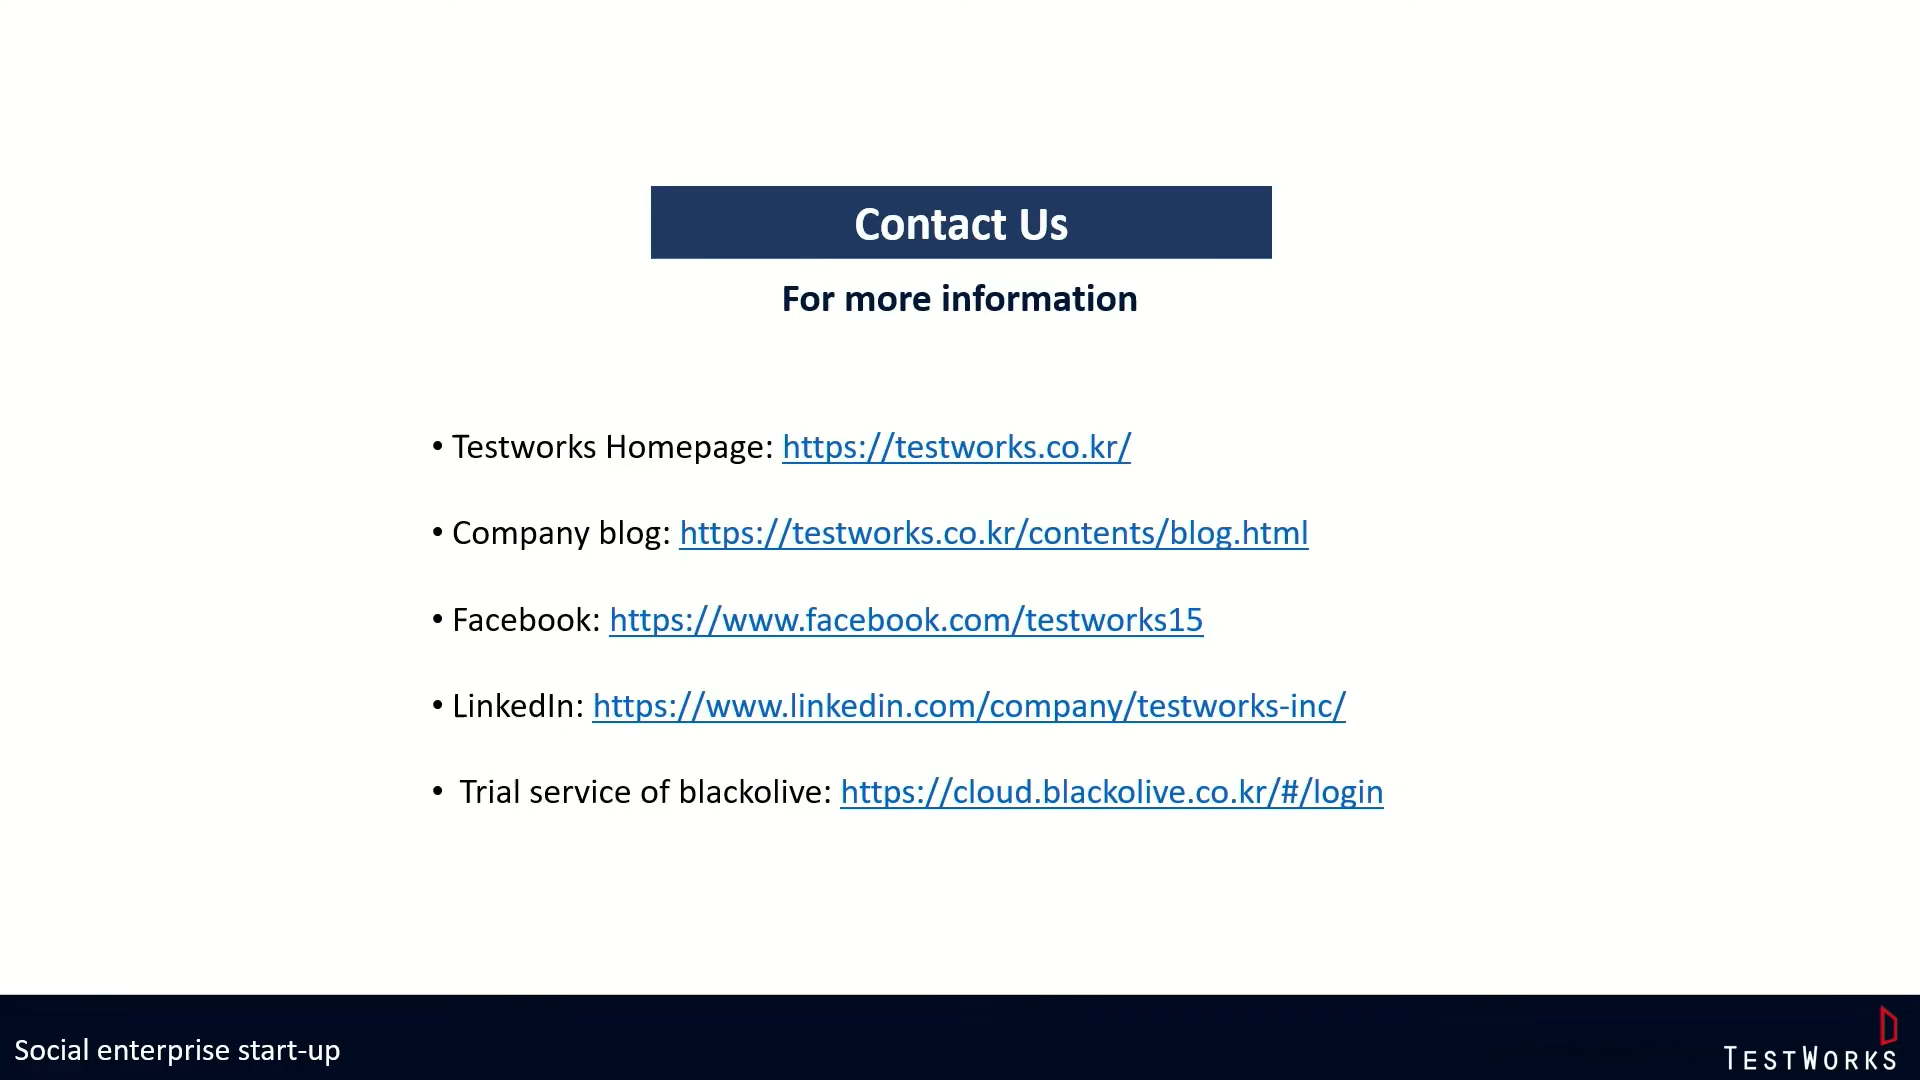 Contact Us
For more information
• Testworks Homepage: https://testworks.co.kr/
• Company blog: https://testworks.co.kr/contents/blog.html
• Facebook: https://www.facebook.com/testworks15
• LinkedIn: https://www.linkedin.com/company/testworks-inc/
• Trial service of blackolive: https://cloud.blackolive.co.kr/#/login
Social enterprise start-up
TESTWORKS